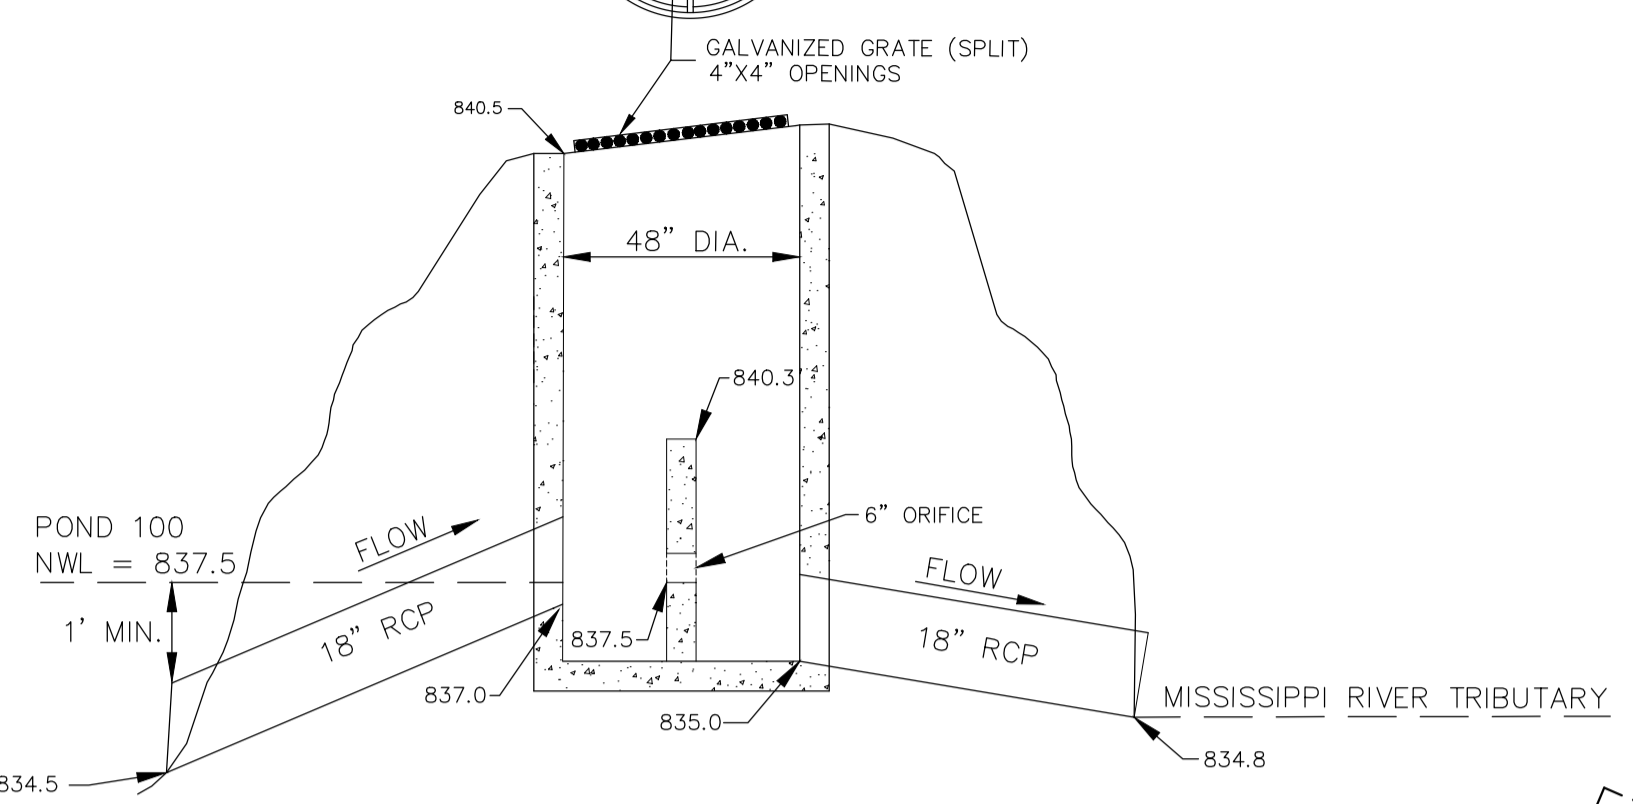 GALVANIZED GRATE (SPLIT)
4"X4" OPENINGS
840.5
48" DIA.
840.3
6" ORIFICE
POND 100
NWL = 837.5
FLOW
FLOW
1' MIN.
18" RCP
837.5
18" RCP
837.0
835.0
MISSISSIPPI RIVER TRIBUTARY
834.8
834.5